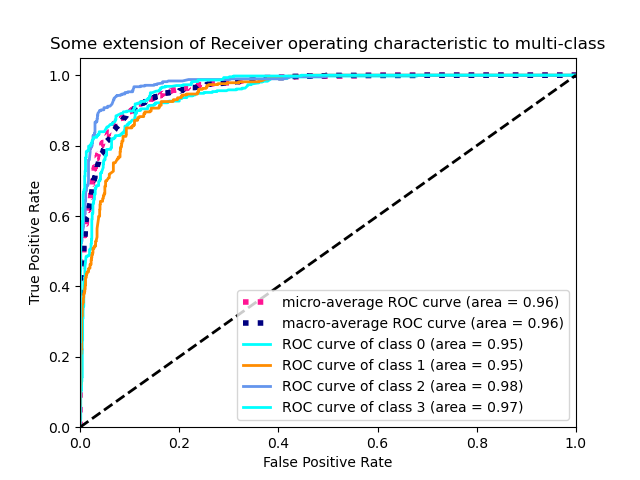 Some extension of Receiver operating characteristic to multi-class
1.0
0.8
0.6
0.4
0.2
0.0
True Positive Rate
micro-average ROC curve (area = 0.96)
macro-average ROC curve (area = 0.96)
ROC curve of class 0 (area = 0.95)
ROC curve of class 1 (area = 0.95)
ROC curve of class 2 (area = 0.98)
ROC curve of class 3 (area = 0.97)
0.0 0.2 0.4 0.6 0.8 1.0
False Positive Rate